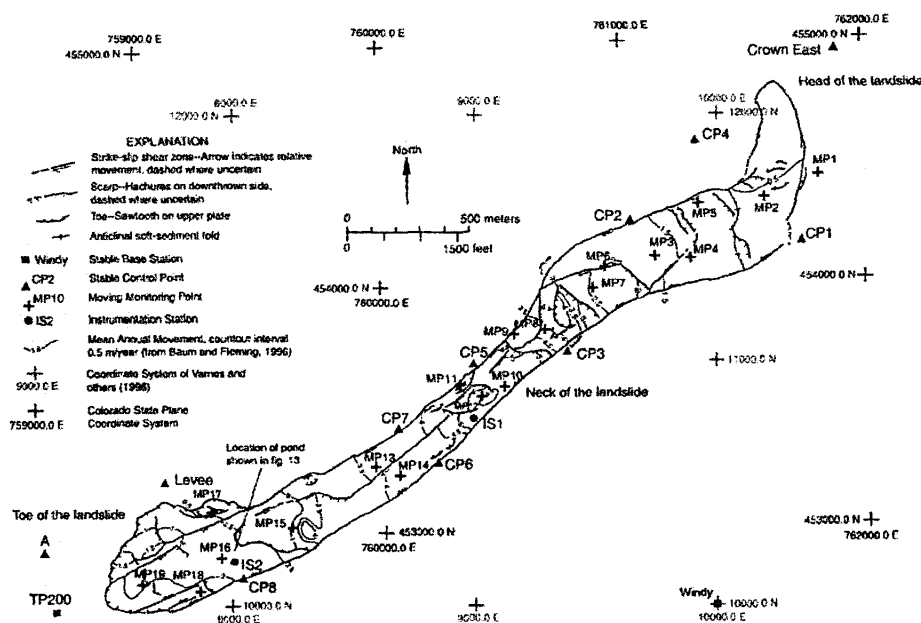 759000.0 E
455000.0 N
760000.0 E
781000.0 E
762000.0 E
455000.0 N
Crown East
Head of the landslide
12000.0 N
9000.0 E
10000.0 E
12000.0 N
EXPLANATION
Strike-slip shear zone--Arrow indicates relative
movement, dashed where uncertain
Scarp--Hachures on downthrown side,
dashed where uncertain
Toe--Sawtooth on upper plate
Anticlinal soft-sediment fold
Windy Stable Base Station
CP2 Stable Control Point
MP10 Moving Monitoring Point
IS2 Instrumentation Station
Mean Annual Movement, countour interval
0.5 m/year (from Baum and Fleming, 1996)
Coordinate System of Varnes and
9000.0 E others (1996)
Colorado State Plane
759000.0 E Coordinate System
North
0 500 meters
0 1500 feet
CP4
MP1
MP2
MP5
CP2
CP1
MP3
MP4
MP6
MP7
454000.0 N
454000.0 N
760000.0 E
MP9
MP8
CP5
CP3
11000.0 N
MP11
MP10
Neck of the landslide
IS1
CP7
Location of pond
shown in fig. 13
MP13
MP14
CP6
Levee
MP17
Toe of the landslide
MP15
453000.0 N
760000.0 E
453000.0 N
762000.0 E
A
MP16
IS2
MP18
CP8
TP200
10000.0 N
9000.0 E
Windy
10000.0 N
10000.0 E